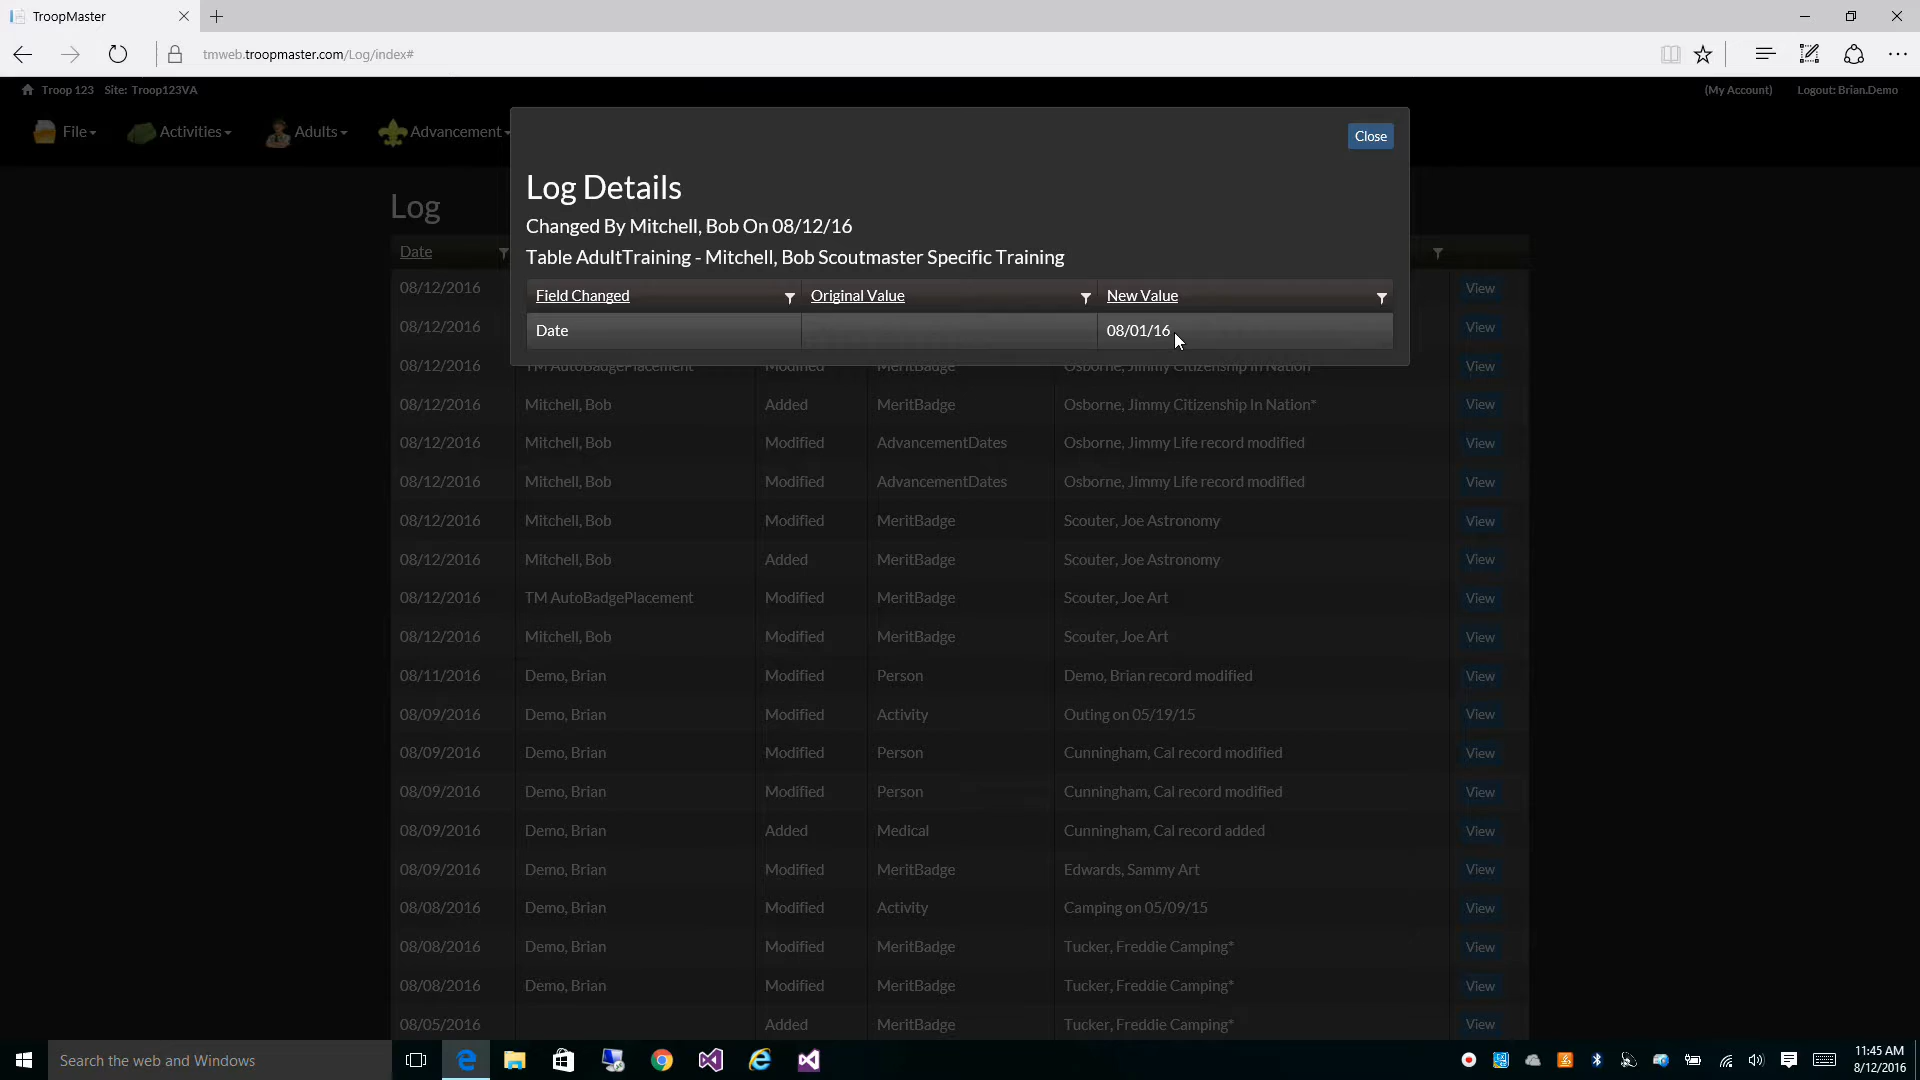 TroopMaster
tmweb.troopmaster.com/Log/index#
Troop 123 Site: Troop123VA (My Account) Logout: Brian.Demo
File Activities Adults Advancement
Close
Log Details
Changed By Mitchell, Bob On 08/12/16
Table AdultTraining - Mitchell, Bob Scoutmaster Specific Training
Field Changed Original Value New Value
Date 08/01/16
Log
Date
08/12/2016 View
08/12/2016 View
08/12/2016 TM AutoBadgePlacement Modified MeritBadge Osborne, Jimmy Citizenship In Nation* View
08/12/2016 Mitchell, Bob Added MeritBadge Osborne, Jimmy Citizenship In Nation* View
08/12/2016 Mitchell, Bob Modified AdvancementDates Osborne, Jimmy Life record modified View
08/12/2016 Mitchell, Bob Modified AdvancementDates Osborne, Jimmy Life record modified View
08/12/2016 Mitchell, Bob Modified MeritBadge Scouter, Joe Astronomy View
08/12/2016 Mitchell, Bob Added MeritBadge Scouter, Joe Astronomy View
08/12/2016 TM AutoBadgePlacement Modified MeritBadge Scouter, Joe Art View
08/12/2016 Mitchell, Bob Modified MeritBadge Scouter, Joe Art View
08/11/2016 Demo, Brian Modified Person Demo, Brian record modified View
08/09/2016 Demo, Brian Modified Activity Outing on 05/19/15 View
08/09/2016 Demo, Brian Modified Person Cunningham, Cal record modified View
08/09/2016 Demo, Brian Modified Person Cunningham, Cal record modified View
08/09/2016 Demo, Brian Added Medical Cunningham, Cal record added View
08/09/2016 Demo, Brian Modified MeritBadge Edwards, Sammy Art View
08/08/2016 Demo, Brian Modified Activity Camping on 05/09/15 View
08/08/2016 Demo, Brian Modified MeritBadge Tucker, Freddie Camping* View
08/08/2016 Demo, Brian Modified MeritBadge Tucker, Freddie Camping* View
08/05/2016 Added MeritBadge Tucker, Freddie Camping* View
Search the web and Windows
11:45 AM
8/12/2016